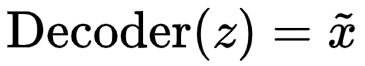 Decoder(z) = x̃